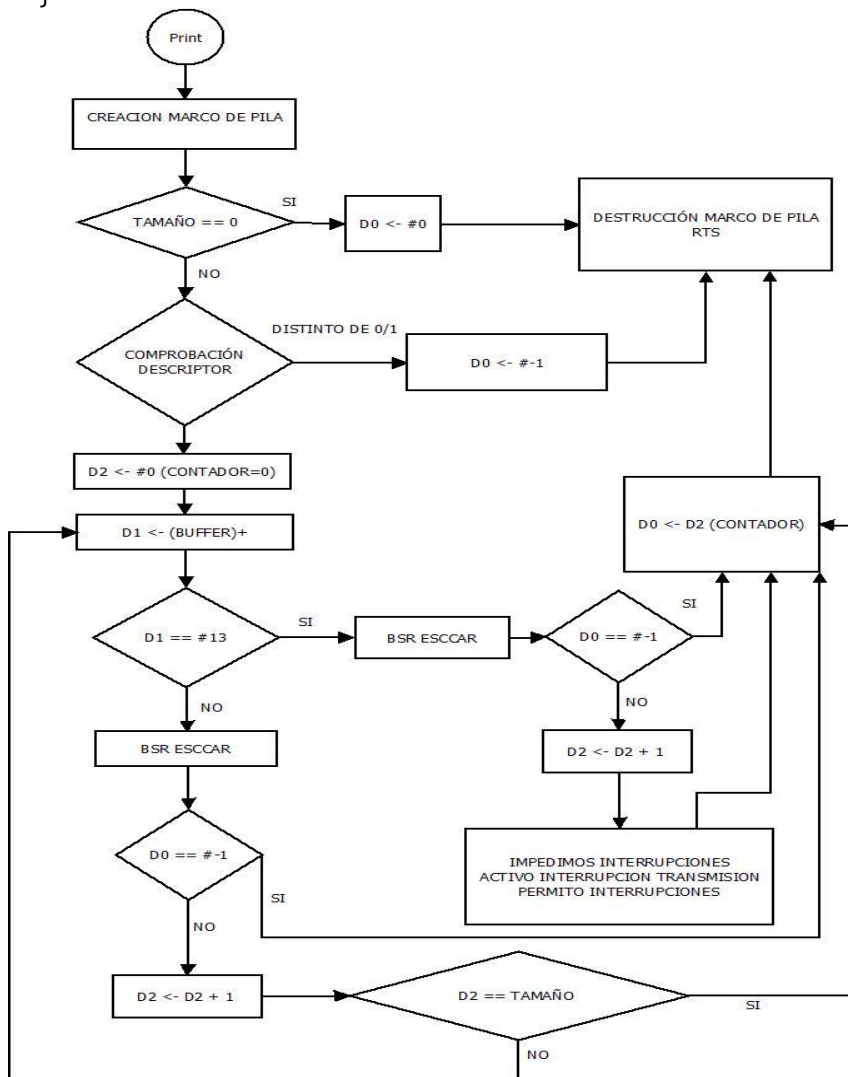 Print
CREACION MARCO DE PILA
TAMAÑO == 0
SI
D0 <- #0
DESTRUCCIÓN MARCO DE PILA
RTS
NO
COMPROBACIÓN
DESCRIPTOR
DISTINTO DE 0/1
D0 <- #-1
D2 <- #0 (CONTADOR=0)
D1 <- (BUFFER)+
D0 <- D2 (CONTADOR)
D1 == #13
SI
BSR ESCCAR
D0 == #-1
SI
NO
NO
BSR ESCCAR
D2 <- D2 + 1
D0 == #-1
SI
IMPEDIMOS INTERRUPCIONES
ACTIVO INTERRUPCION TRANSMISION
PERMITO INTERRUPCIONES
NO
D2 <- D2 + 1
D2 == TAMAÑO
SI
NO